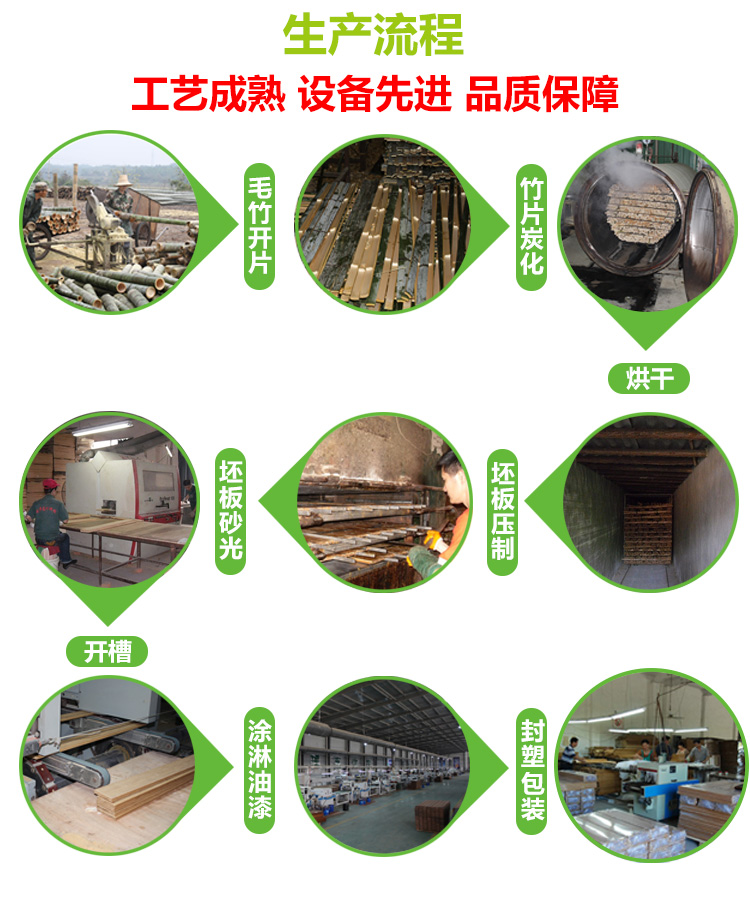 生产流程
工艺成熟 设备先进 品质保障
毛竹开片
竹片炭化
烘干
坯板压制
坯板砂光
开槽
涂淋油漆
封塑包装